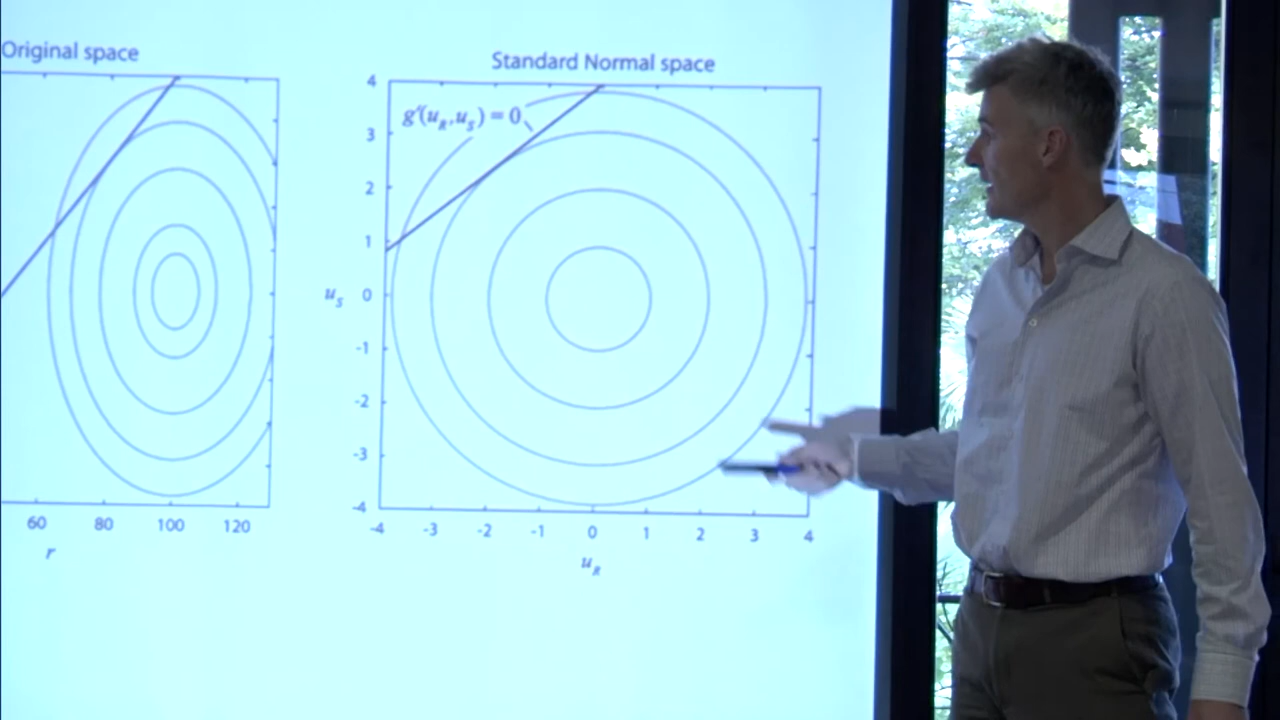 Original space
60 80 100 120
r
Standard Normal space
g'(u_R,u_S) = 0
4
3
2
1
0
-1
-2
-3
-4
u_S
-4 -3 -2 -1 0 1 2 3 4
u_R